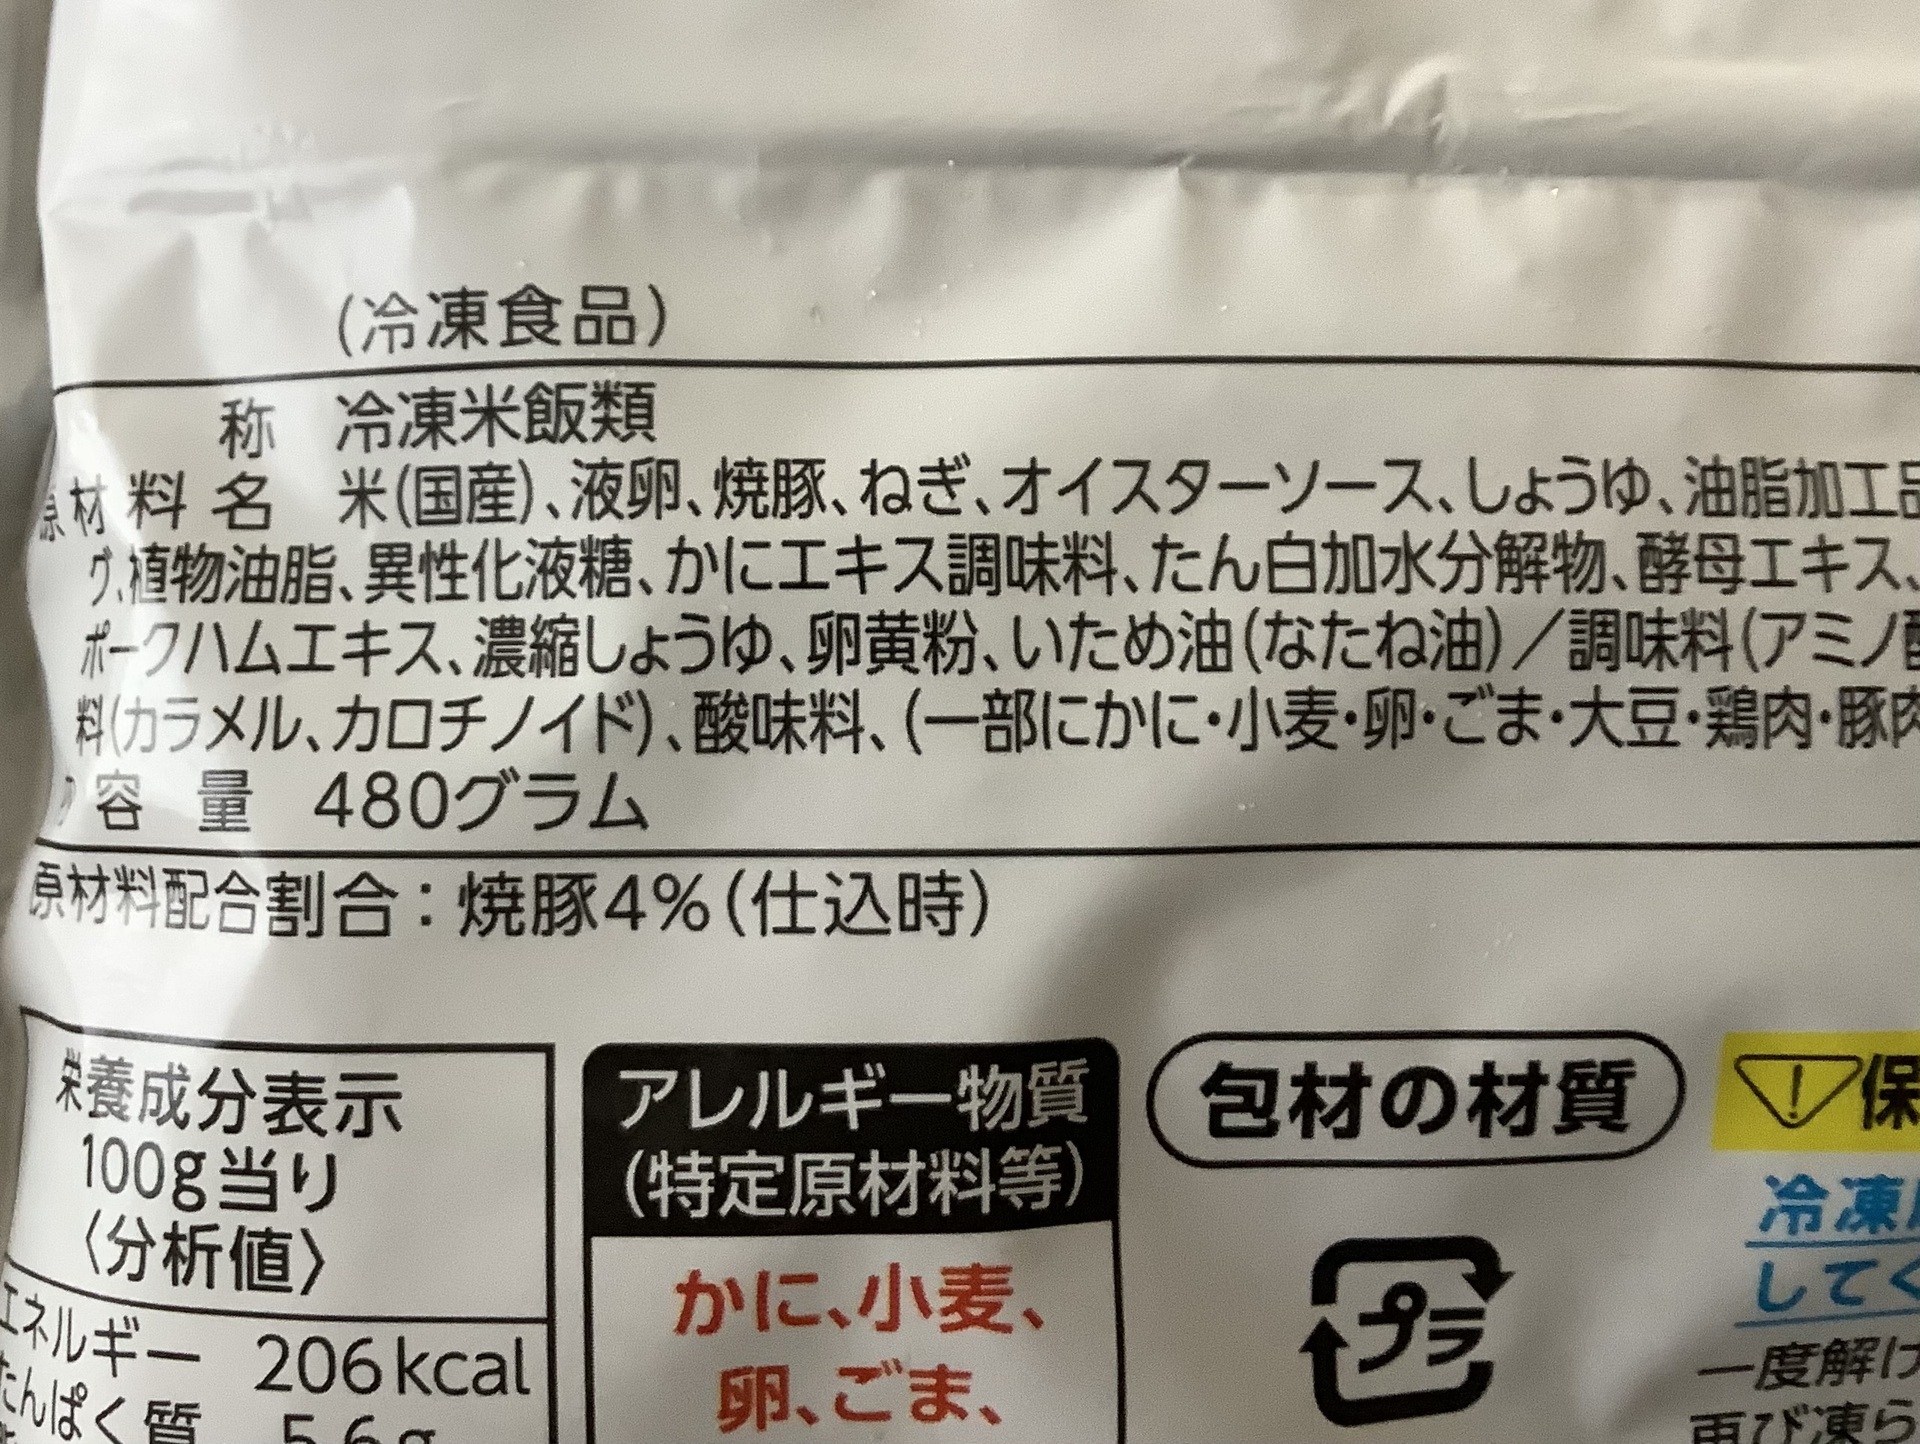 (冷凍食品)
称 冷凍米飯類
原材料名 米(国産)、液卵、焼豚、ねぎ、オイスターソース、しょうゆ、油脂加工品
グ、植物油脂、異性化液糖、かにエキス調味料、たん白加水分解物、酵母エキス、
ポークハムエキス、濃縮しょうゆ、卵黄粉、いため油(なたね油)／調味料(アミノ酸
料(カラメル、カロチノイド)、酸味料、(一部にかに・小麦・卵・ごま・大豆・鶏肉・豚肉
容量 480グラム
原材料配合割合：焼豚4%(仕込時)
栄養成分表示
100g当り
〈分析値〉
エネルギー 206kcal
たんぱく質 5.6g
アレルギー物質
(特定原材料等)
かに、小麦、
卵、ごま、
包材の材質
プラ
保
冷凍
してく
一度解け
再び凍ら